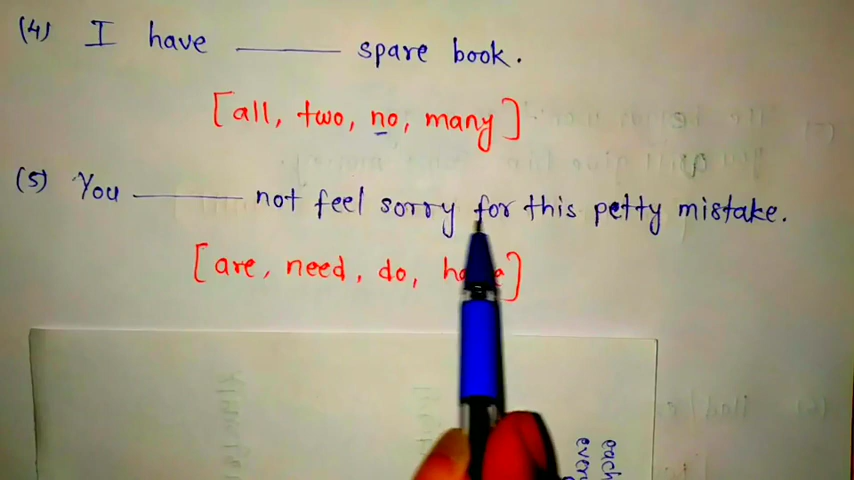 (4) I have ______ spare book.
[all, two, no, many]
(5) You ______ not feel sorry for this petty mistake.
[are, need, do,
each
every